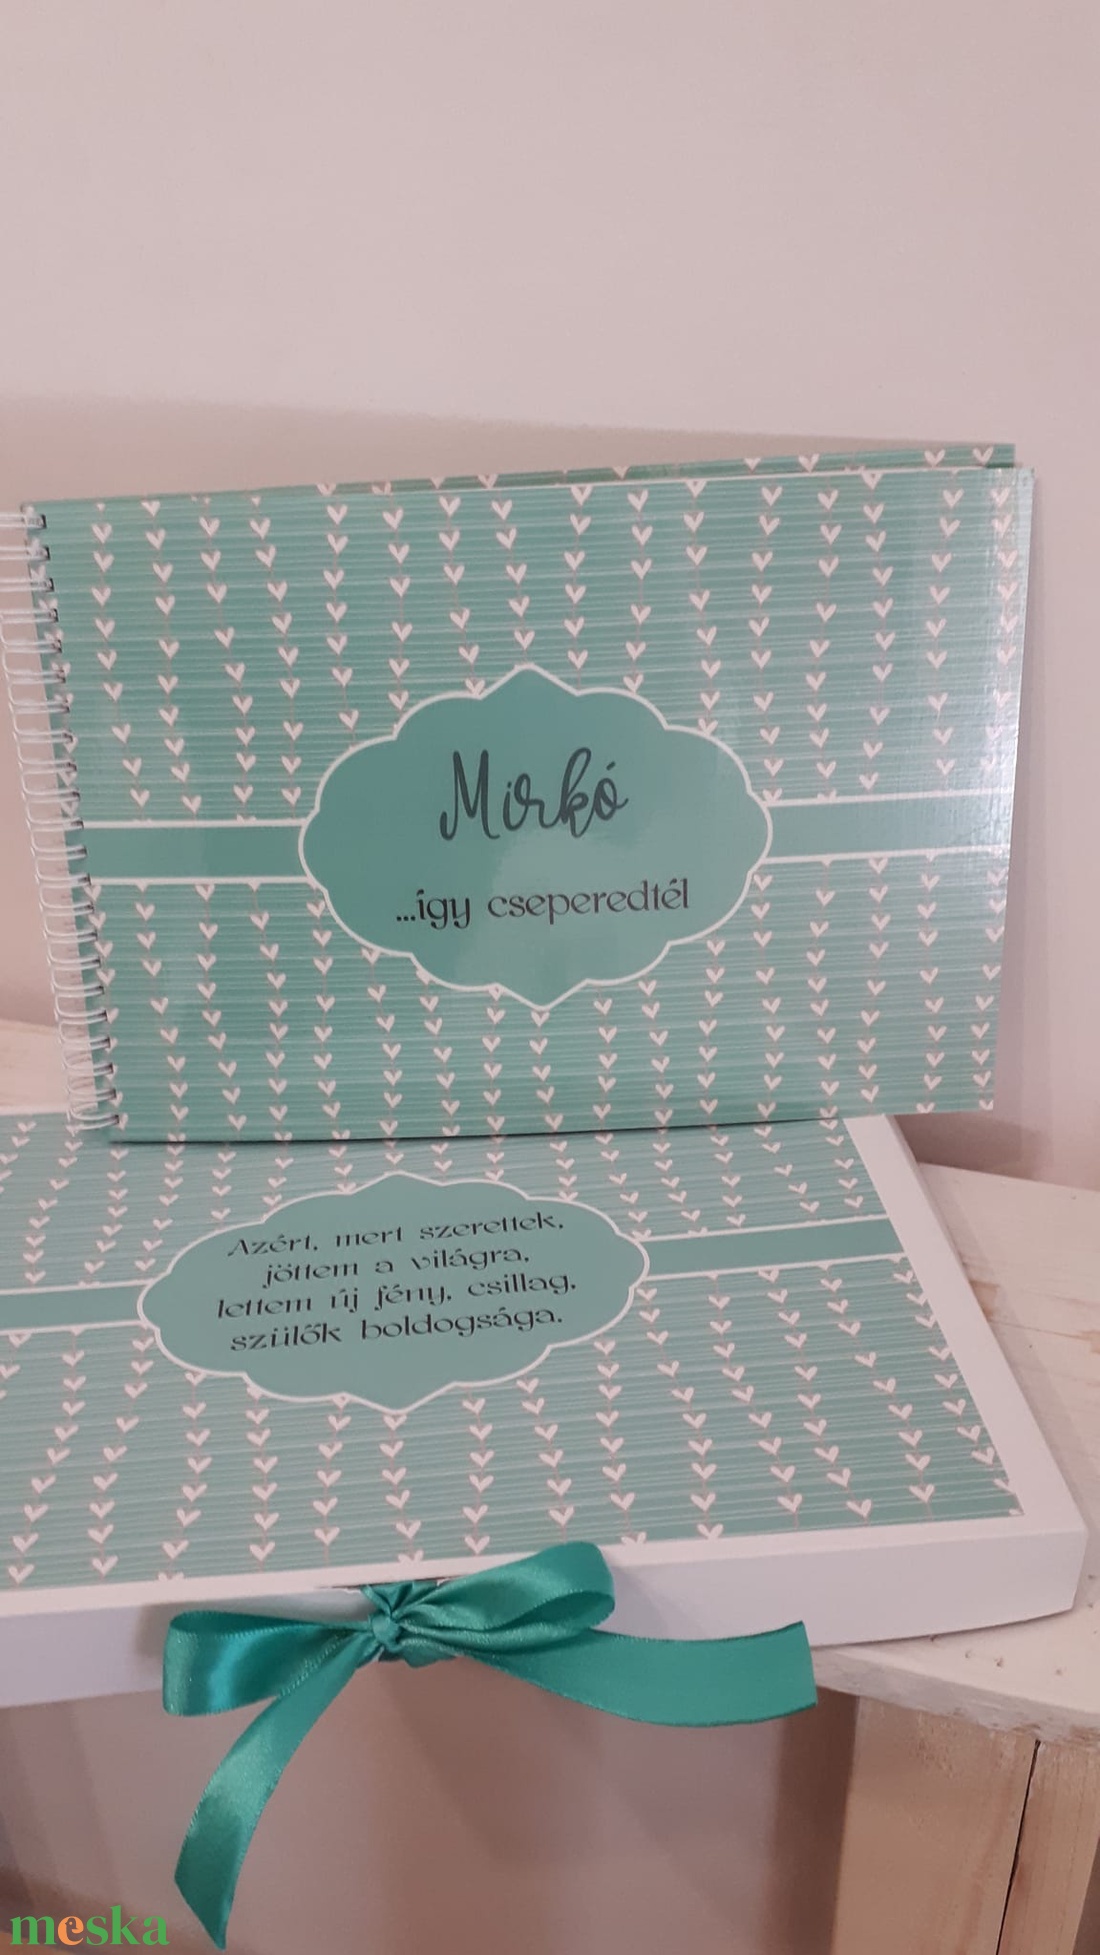 Mirkó
...így cseperedtél
Azért, mert szerettek,
jöttem a világra,
lettem új fény, csillag,
szülők boldogsága.
meska